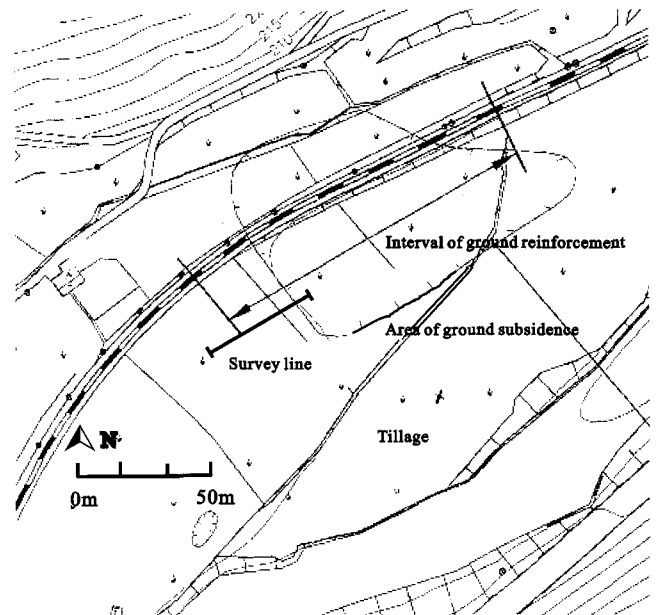 Interval of ground reinforcement
Area of ground subsidence
Survey line
Tillage
N
0m
50m